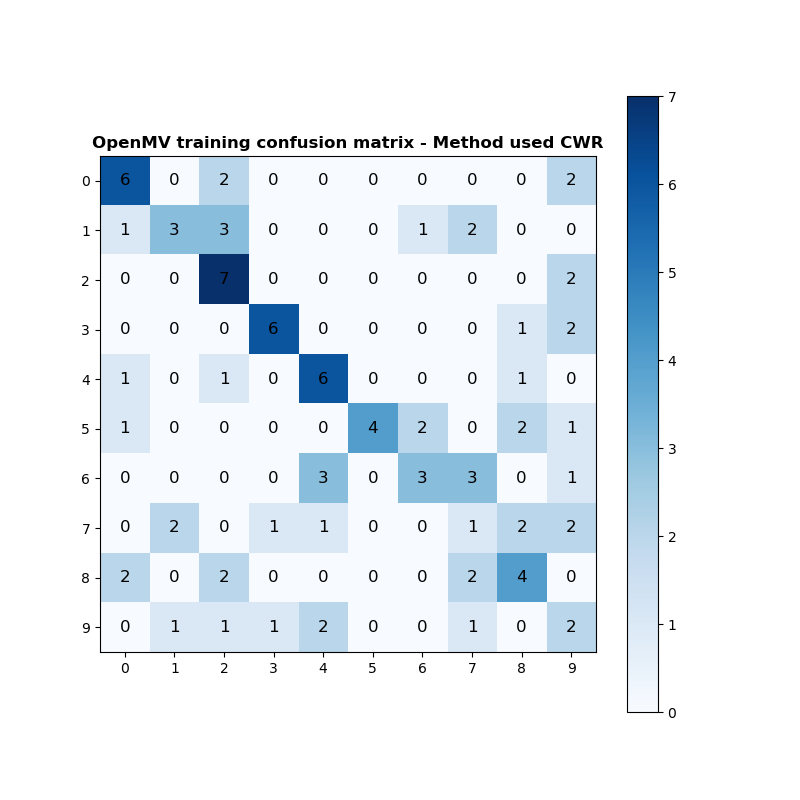 OpenMV training confusion matrix - Method used CWR
0 6 0 2 0 0 0 0 0 0 2
1 1 3 3 0 0 0 1 2 0 0
2 0 0 7 0 0 0 0 0 0 2
3 0 0 0 6 0 0 0 0 1 2
4 1 0 1 0 6 0 0 0 1 0
5 1 0 0 0 0 4 2 0 2 1
6 0 0 0 0 3 0 3 3 0 1
7 0 2 0 1 1 0 0 1 2 2
8 2 0 2 0 0 0 0 2 4 0
9 0 1 1 1 2 0 0 1 0 2
0 1 2 3 4 5 6 7 8 9
7
6
5
4
3
2
1
0